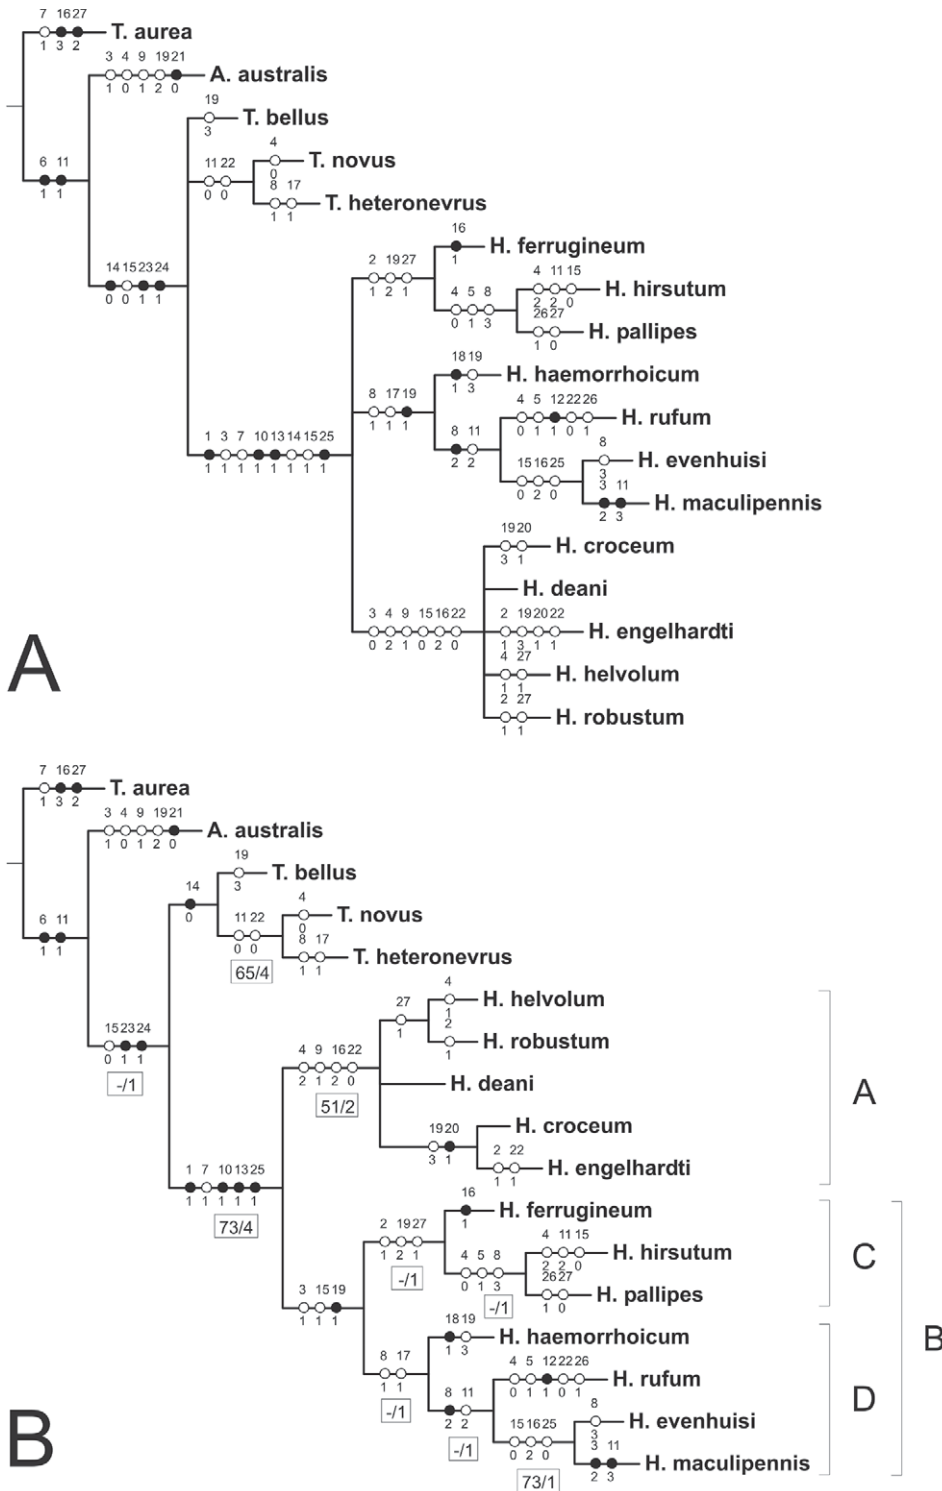 7 16 27
1 3 2
T. aurea
3 4 9 19 21
1 0 1 2 0
A. australis
19
3
T. bellus
6 11
1 1
11 22
0 0
4
0
T. novus
8 17
1 1
T. heteronevrus
14 15 23 24
0 0 1 1
2 19 27
1 2 1
16
1
H. ferrugineum
4 5 8
0 1 3
4 11 15
2 2 0
H. hirsutum
26 27
1 0
H. pallipes
8 17 19
1 1 1
18 19
1 3
H. haemorrhoicum
8 11
2 2
4 5 12 22 26
0 1 1 0 1
H. rufum
1 3 7 10 13 14 15 25
1 1 1 1 1 1 1 1
15 16 25
0 2 0
8
3
H. evenhuisi
3 11
2 3
H. maculipennis
19 20
3 1
H. croceum
H. deani
3 4 9 15 16 22
0 2 1 0 2 0
2 19 20 22
1 3 1 1
H. engelhardti
4 27
1 1
H. helvolum
2 27
1 1
H. robustum
A
7 16 27
1 3 2
T. aurea
3 4 9 19 21
1 0 1 2 0
A. australis
19
3
T. bellus
14
0
6 11
1 1
11 22
0 0
65/4
4
0
T. novus
8 17
1 1
T. heteronevrus
15 23 24
0 1 1
-/1
27
1
4
1
H. helvolum
2
1
H. robustum
4 9 16 22
2 1 2 0
51/2
H. deani
A
19 20
3 1
H. croceum
2 22
1 1
H. engelhardti
1 7 10 13 25
1 1 1 1 1
73/4
16
1
H. ferrugineum
2 19 27
1 2 1
-/1
4 5 8
0 1 3
-/1
4 11 15
2 2 0
H. hirsutum
26 27
1 0
H. pallipes
C
3 15 19
1 1 1
18 19
1 3
H. haemorrhoicum
B
8 17
1 1
-/1
8 11
2 2
-/1
4 5 12 22 26
0 1 1 0 1
H. rufum
D
15 16 25
0 2 0
73/1
8
3
H. evenhuisi
3 11
2 3
H. maculipennis
B